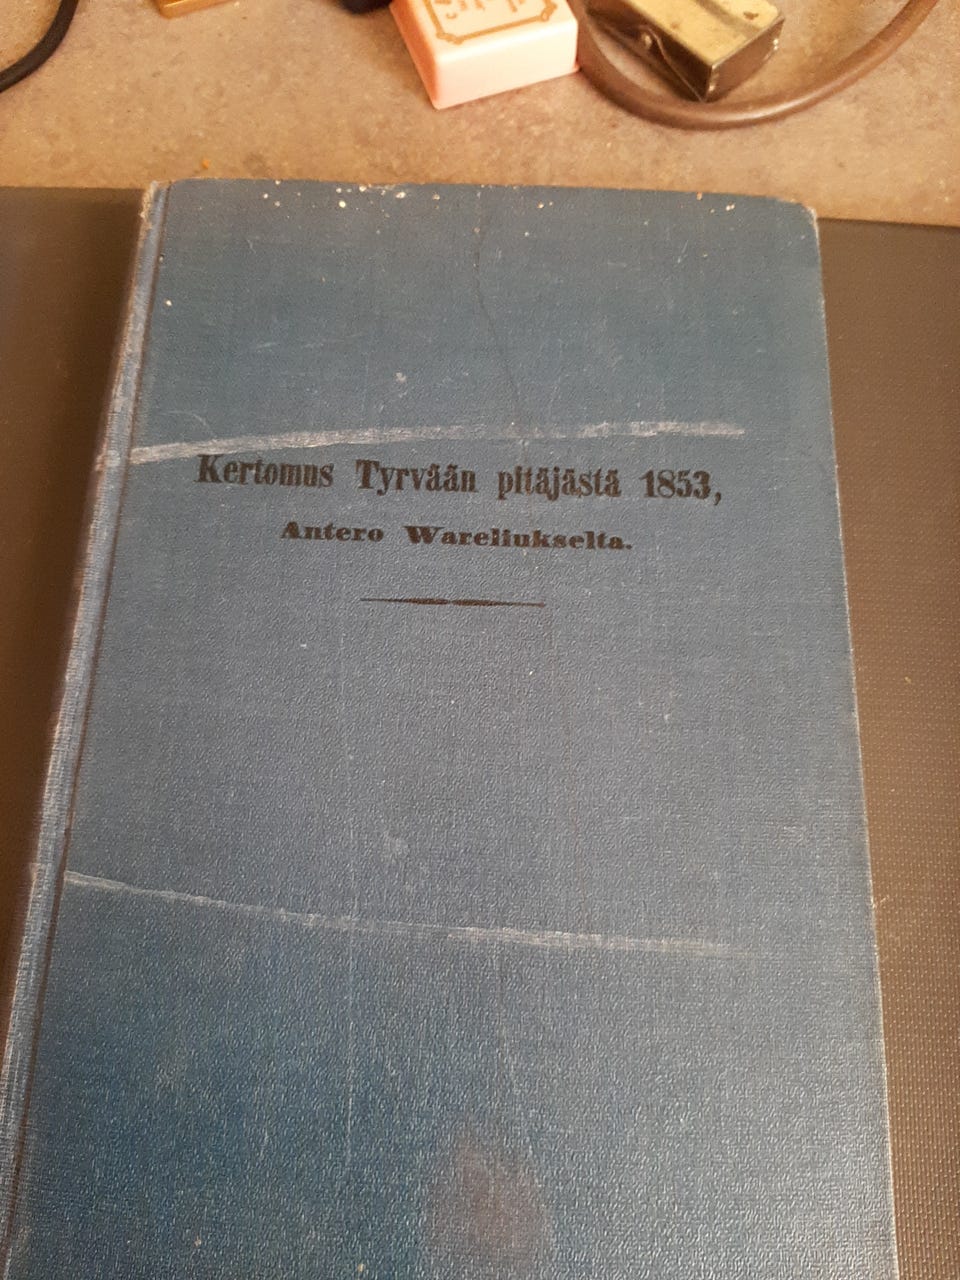 Kertomus Tyrvään pitäjästä 1853,
Antero Wareliukselta.